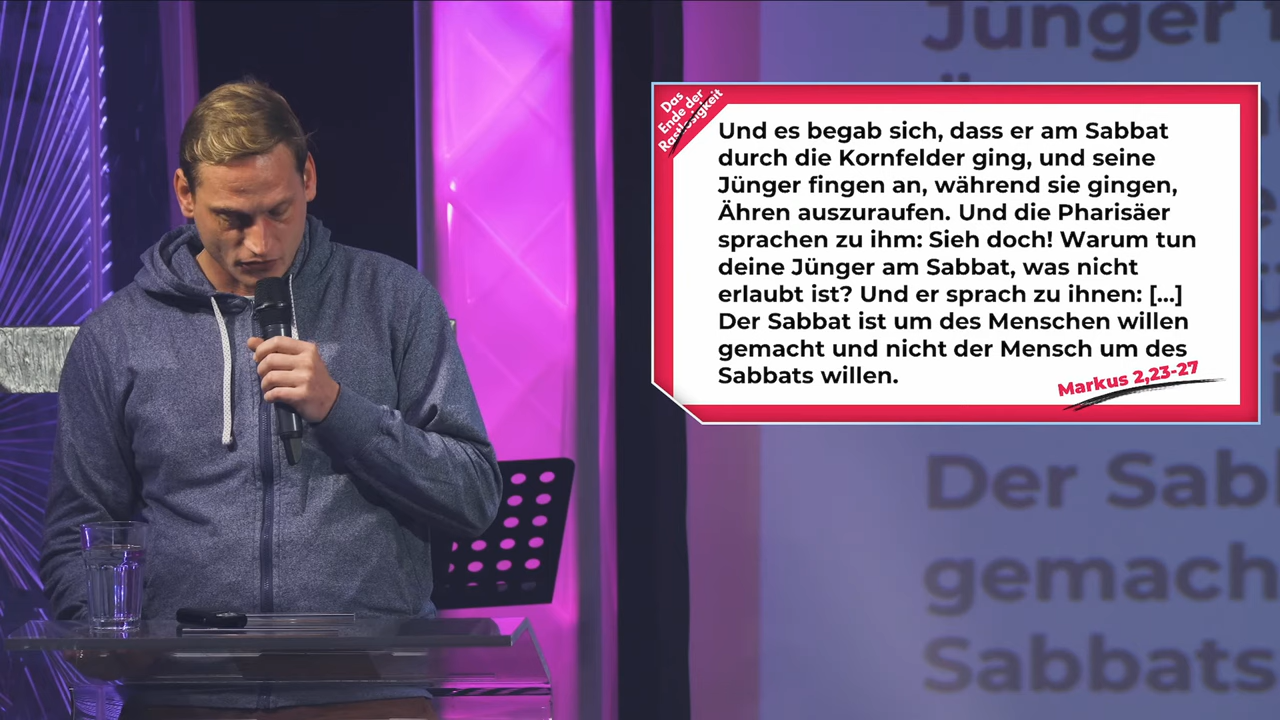 Das
Ende der
Rastlosigkeit
Und es begab sich, dass er am Sabbat
durch die Kornfelder ging, und seine
Jünger fingen an, während sie gingen,
Ähren auszuraufen. Und die Pharisäer
sprachen zu ihm: Sieh doch! Warum tun
deine Jünger am Sabbat, was nicht
erlaubt ist? Und er sprach zu ihnen: [...]
Der Sabbat ist um des Menschen willen
gemacht und nicht der Mensch um des
Sabbats willen.
Markus 2,23-27
Jünger
Der Sab
gemach
Sabbats